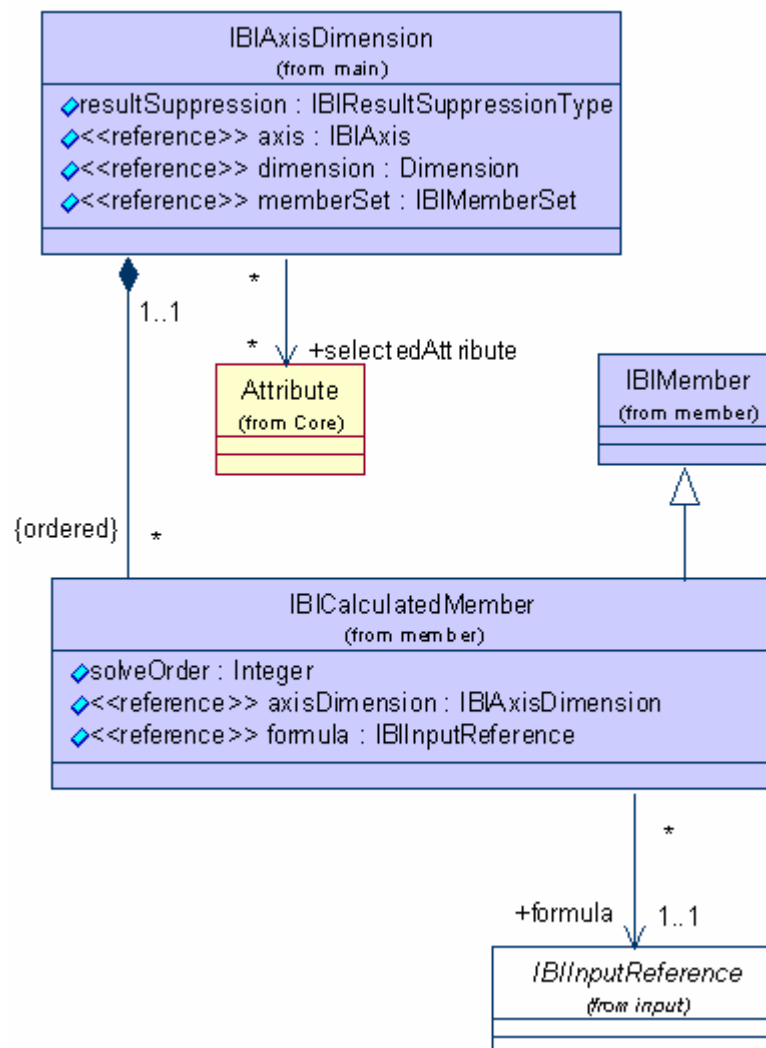 IBIAxisDimension
(from main)
resultSuppression : IBIResultSuppressionType
<<reference>> axis : IBIAxis
<<reference>> dimension : Dimension
<<reference>> memberSet : IBIMemberSet
*
1..1
* +selectedAttribute
Attribute
(from Core)
IBIMember
(from member)
{ordered} *
IBICalculatedMember
(from member)
solveOrder : Integer
<<reference>> axisDimension : IBIAxisDimension
<<reference>> formula : IBIInputReference
*
+formula 1..1
IBIInputReference
(from input)